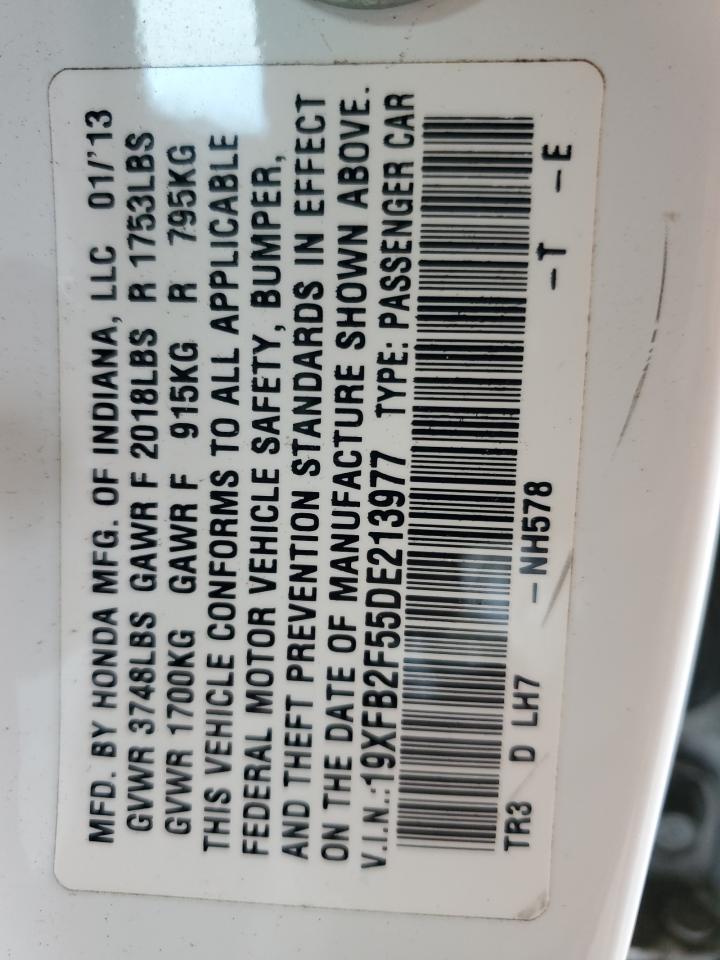 MFD. BY HONDA MFG. OF INDIANA, LLC 01/'13
GVWR 3748LBS GAWR F 2018LBS R 1753LBS
GVWR 1700KG GAWR F 915KG R 795KG
THIS VEHICLE CONFORMS TO ALL APPLICABLE
FEDERAL MOTOR VEHICLE SAFETY, BUMPER,
AND THEFT PREVENTION STANDARDS IN EFFECT
ON THE DATE OF MANUFACTURE SHOWN ABOVE.
V.I.N.:19XFB2F55DE213977 TYPE: PASSENGER CAR
TR3 D LH7 -NH578 -T -E